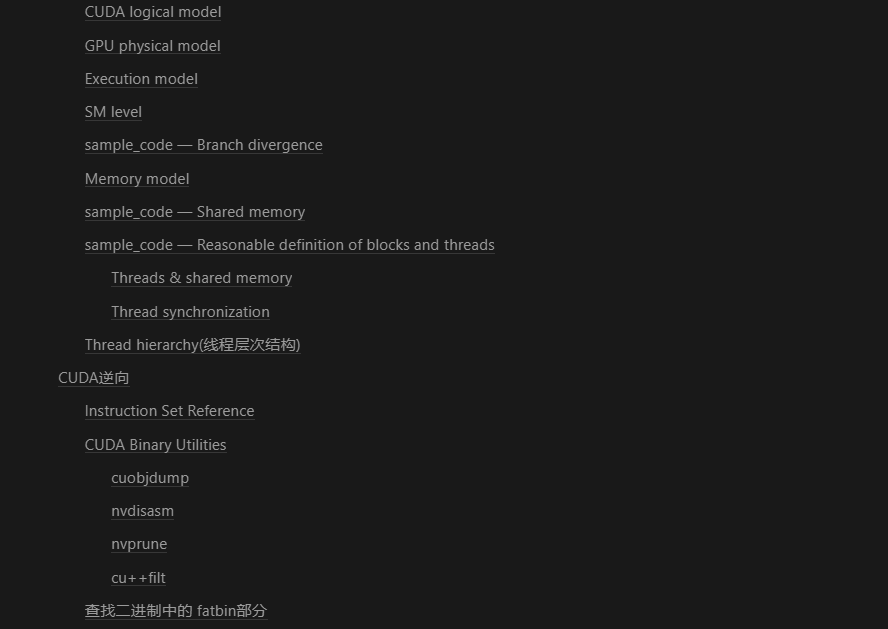 CUDA logical model
GPU physical model
Execution model
SM level
sample_code — Branch divergence
Memory model
sample_code — Shared memory
sample_code — Reasonable definition of blocks and threads
Threads & shared memory
Thread synchronization
Thread hierarchy(线程层次结构)
CUDA逆向
Instruction Set Reference
CUDA Binary Utilities
cuobjdump
nvdisasm
nvprune
cu++filt
查找二进制中的 fatbin部分